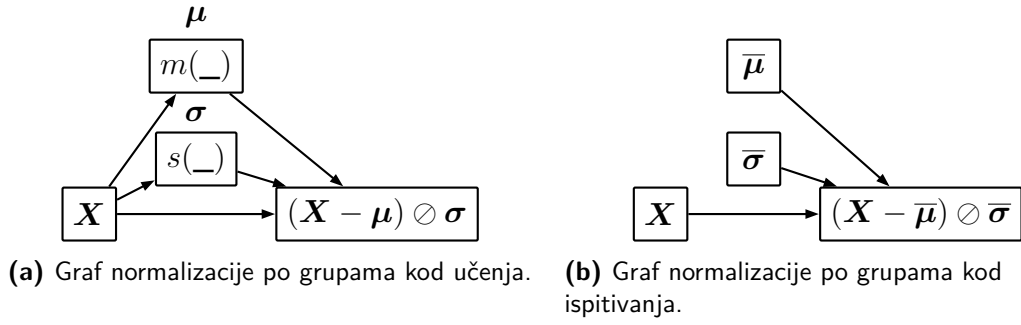 μ
m(_)
σ
s(_)
X
(X − μ) ⊘ σ
(a) Graf normalizacije po grupama kod učenja.
μ̅
σ̅
X
(X − μ̅) ⊘ σ̅
(b) Graf normalizacije po grupama kod
ispitivanja.